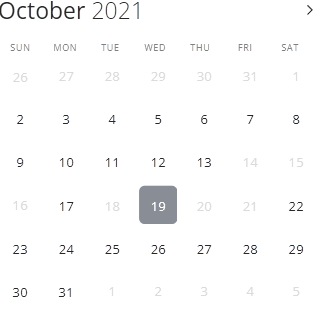 October 2021
SUN MON TUE WED THU FRI SAT
26 27 28 29 30 31 1
2 3 4 5 6 7 8
9 10 11 12 13 14 15
16 17 18 19 20 21 22
23 24 25 26 27 28 29
30 31 1 2 3 4 5